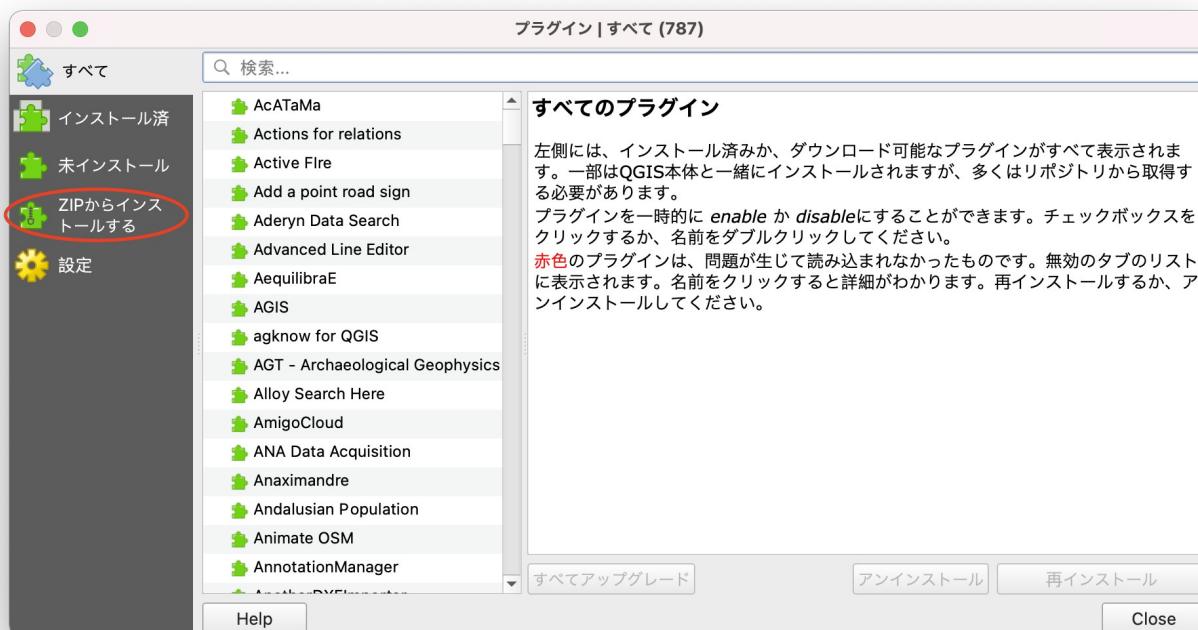 プラグイン | すべて (787)
すべて
インストール済
未インストール
ZIPからインス
トールする
設定
検索...
AcATaMa
Actions for relations
Active FIre
Add a point road sign
Aderyn Data Search
Advanced Line Editor
AequilibraE
AGIS
agknow for QGIS
AGT - Archaeological Geophysics
Alloy Search Here
AmigoCloud
ANA Data Acquisition
Anaximandre
Andalusian Population
Animate OSM
AnnotationManager
AnotherDXFImporter
すべてのプラグイン
左側には、インストール済みか、ダウンロード可能なプラグインがすべて表示されま
す。一部はQGIS本体と一緒にインストールされますが、多くはリポジトリから取得す
る必要があります。
プラグインを一時的に enable か disableにすることができます。チェックボックスを
クリックするか、名前をダブルクリックしてください。
赤色のプラグインは、問題が生じて読み込まれなかったものです。無効のタブのリスト
に表示されます。名前をクリックすると詳細がわかります。再インストールするか、ア
ンインストールしてください。
すべてアップグレード
アンインストール
再インストール
Help
Close